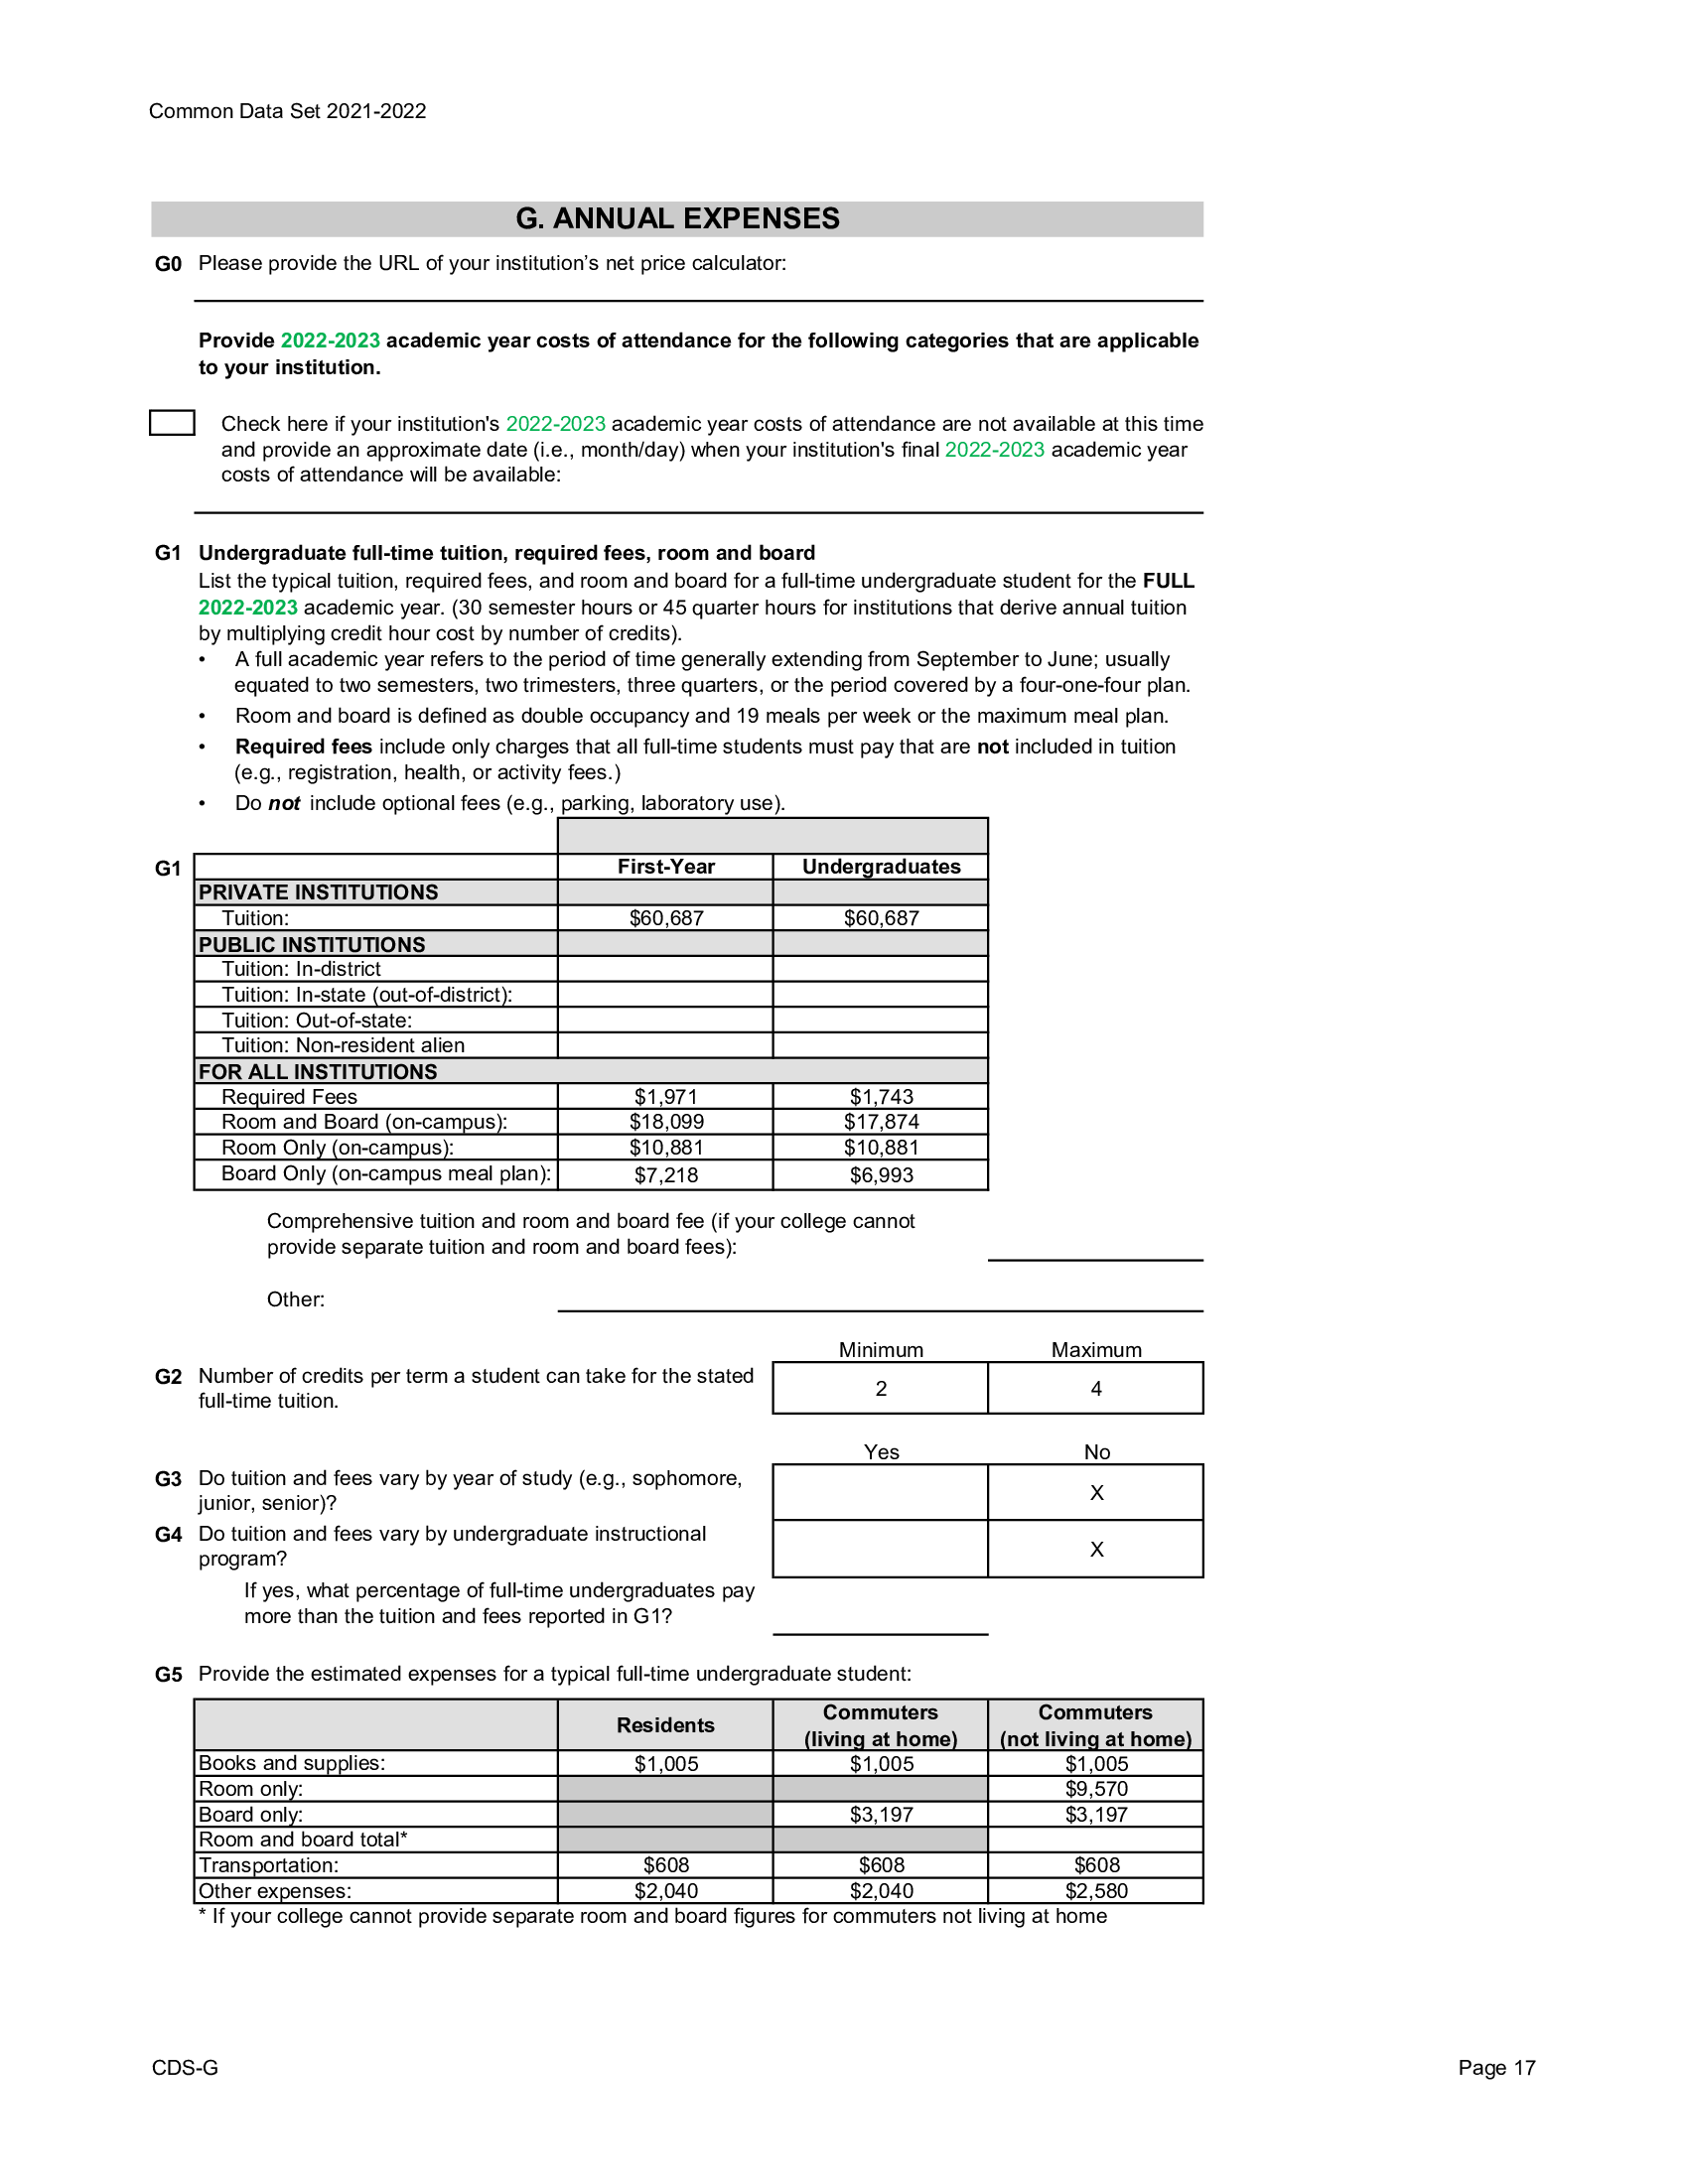 Common Data Set 2021-2022
G. ANNUAL EXPENSES
G0 Please provide the URL of your institution’s net price calculator:
Provide 2022-2023 academic year costs of attendance for the following categories that are applicable
to your institution.
Check here if your institution's 2022-2023 academic year costs of attendance are not available at this time
and provide an approximate date (i.e., month/day) when your institution's final 2022-2023 academic year
costs of attendance will be available:
G1 Undergraduate full-time tuition, required fees, room and board
List the typical tuition, required fees, and room and board for a full-time undergraduate student for the FULL
2022-2023 academic year. (30 semester hours or 45 quarter hours for institutions that derive annual tuition
by multiplying credit hour cost by number of credits).
• A full academic year refers to the period of time generally extending from September to June; usually
equated to two semesters, two trimesters, three quarters, or the period covered by a four-one-four plan.
• Room and board is defined as double occupancy and 19 meals per week or the maximum meal plan.
• Required fees include only charges that all full-time students must pay that are not included in tuition
(e.g., registration, health, or activity fees.)
• Do not include optional fees (e.g., parking, laboratory use).
G1 First-Year Undergraduates
PRIVATE INSTITUTIONS
Tuition: $60,687 $60,687
PUBLIC INSTITUTIONS
Tuition: In-district
Tuition: In-state (out-of-district):
Tuition: Out-of-state:
Tuition: Non-resident alien
FOR ALL INSTITUTIONS
Required Fees $1,971 $1,743
Room and Board (on-campus): $18,099 $17,874
Room Only (on-campus): $10,881 $10,881
Board Only (on-campus meal plan): $7,218 $6,993
Comprehensive tuition and room and board fee (if your college cannot
provide separate tuition and room and board fees):
Other:
Minimum Maximum
G2 Number of credits per term a student can take for the stated
full-time tuition. 2 4
Yes No
G3 Do tuition and fees vary by year of study (e.g., sophomore,
junior, senior)? X
G4 Do tuition and fees vary by undergraduate instructional
program? X
If yes, what percentage of full-time undergraduates pay
more than the tuition and fees reported in G1?
G5 Provide the estimated expenses for a typical full-time undergraduate student:
Residents Commuters (living at home) Commuters (not living at home)
Books and supplies: $1,005 $1,005 $1,005
Room only: $9,570
Board only: $3,197 $3,197
Room and board total*
Transportation: $608 $608 $608
Other expenses: $2,040 $2,040 $2,580
* If your college cannot provide separate room and board figures for commuters not living at home
CDS-G Page 17